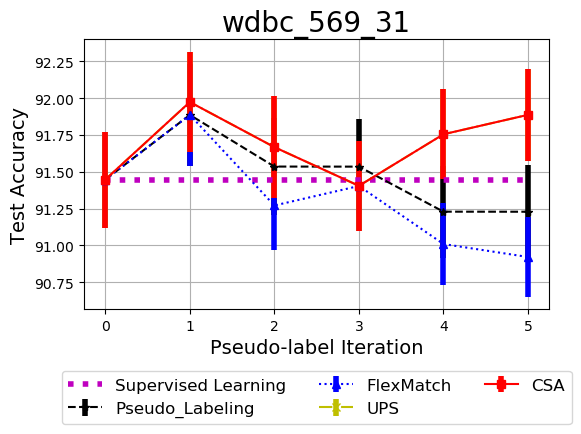 wdbc_569_31
Test Accuracy
92.25
92.00
91.75
91.50
91.25
91.00
90.75
0 1 2 3 4 5
Pseudo-label Iteration
Supervised Learning FlexMatch CSA
Pseudo_Labeling UPS